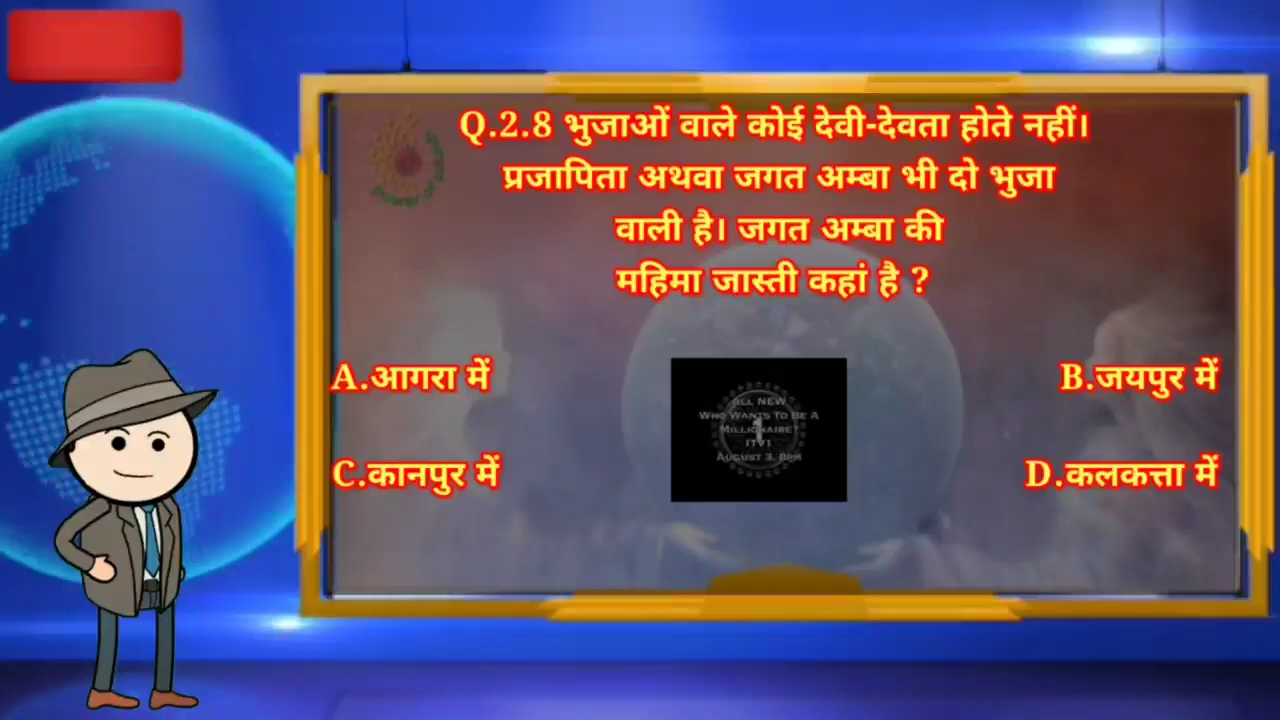 Q.2.8 भुजाओं वाले कोई देवी-देवता होते नहीं।
प्रजापिता अथवा जगत अम्बा भी दो भुजा
वाली है। जगत अम्बा की
महिमा जास्ती कहां है ?
A.आगरा में
B.जयपुर में
ALL NEW
WHO WANTS TO BE A
MILLIONAIRE?
1
ITV1
AUGUST 3, 8PM
C.कानपुर में
D.कलकत्ता में